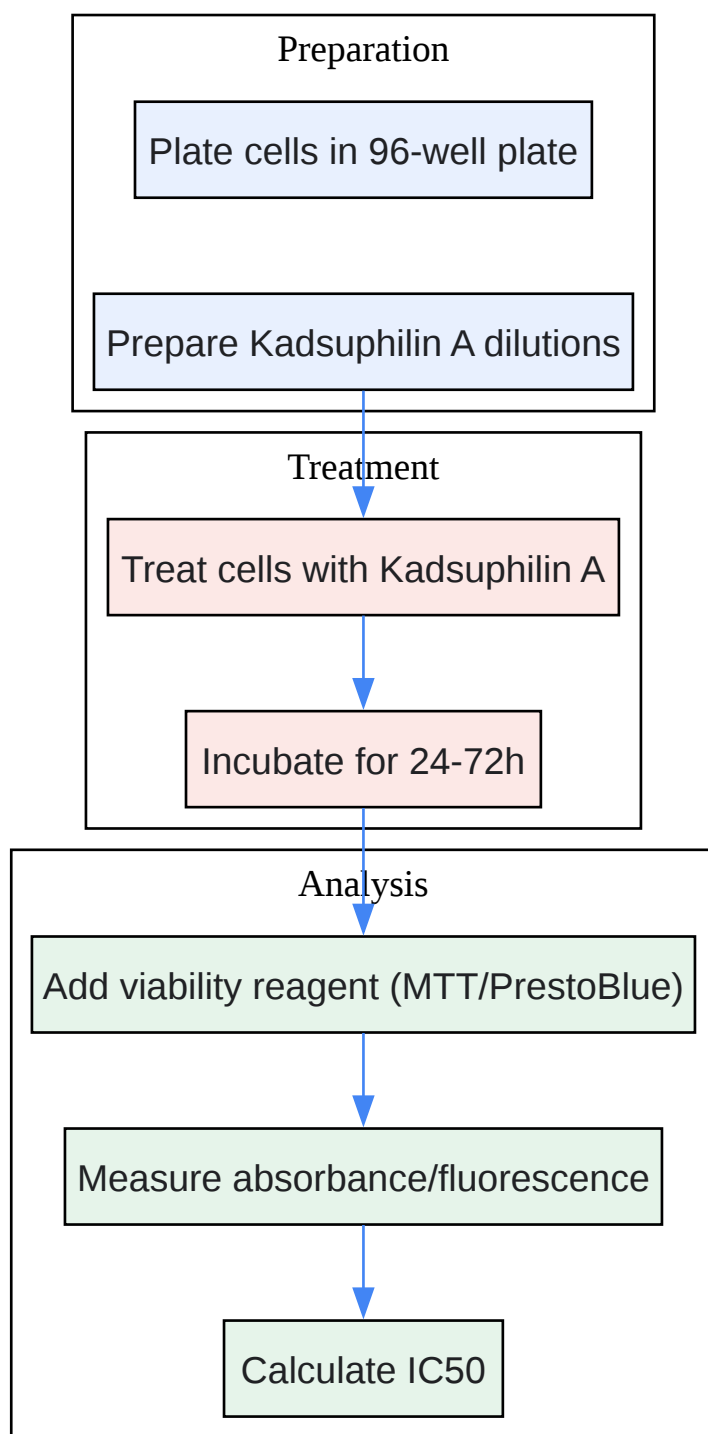 Preparation
Plate cells in 96-well plate
Prepare Kadsuphilin A dilutions
Treatment
Treat cells with Kadsuphilin A
Incubate for 24-72h
Analysis
Add viability reagent (MTT/PrestoBlue)
Measure absorbance/fluorescence
Calculate IC50